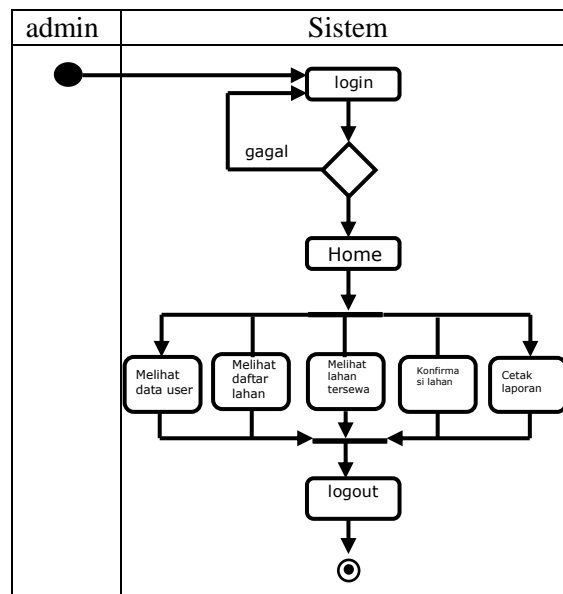 admin
Sistem
login
gagal
Home
Melihat
data user
Melihat
daftar
lahan
Melihat
lahan
tersewa
Konfirma
si lahan
Cetak
laporan
logout